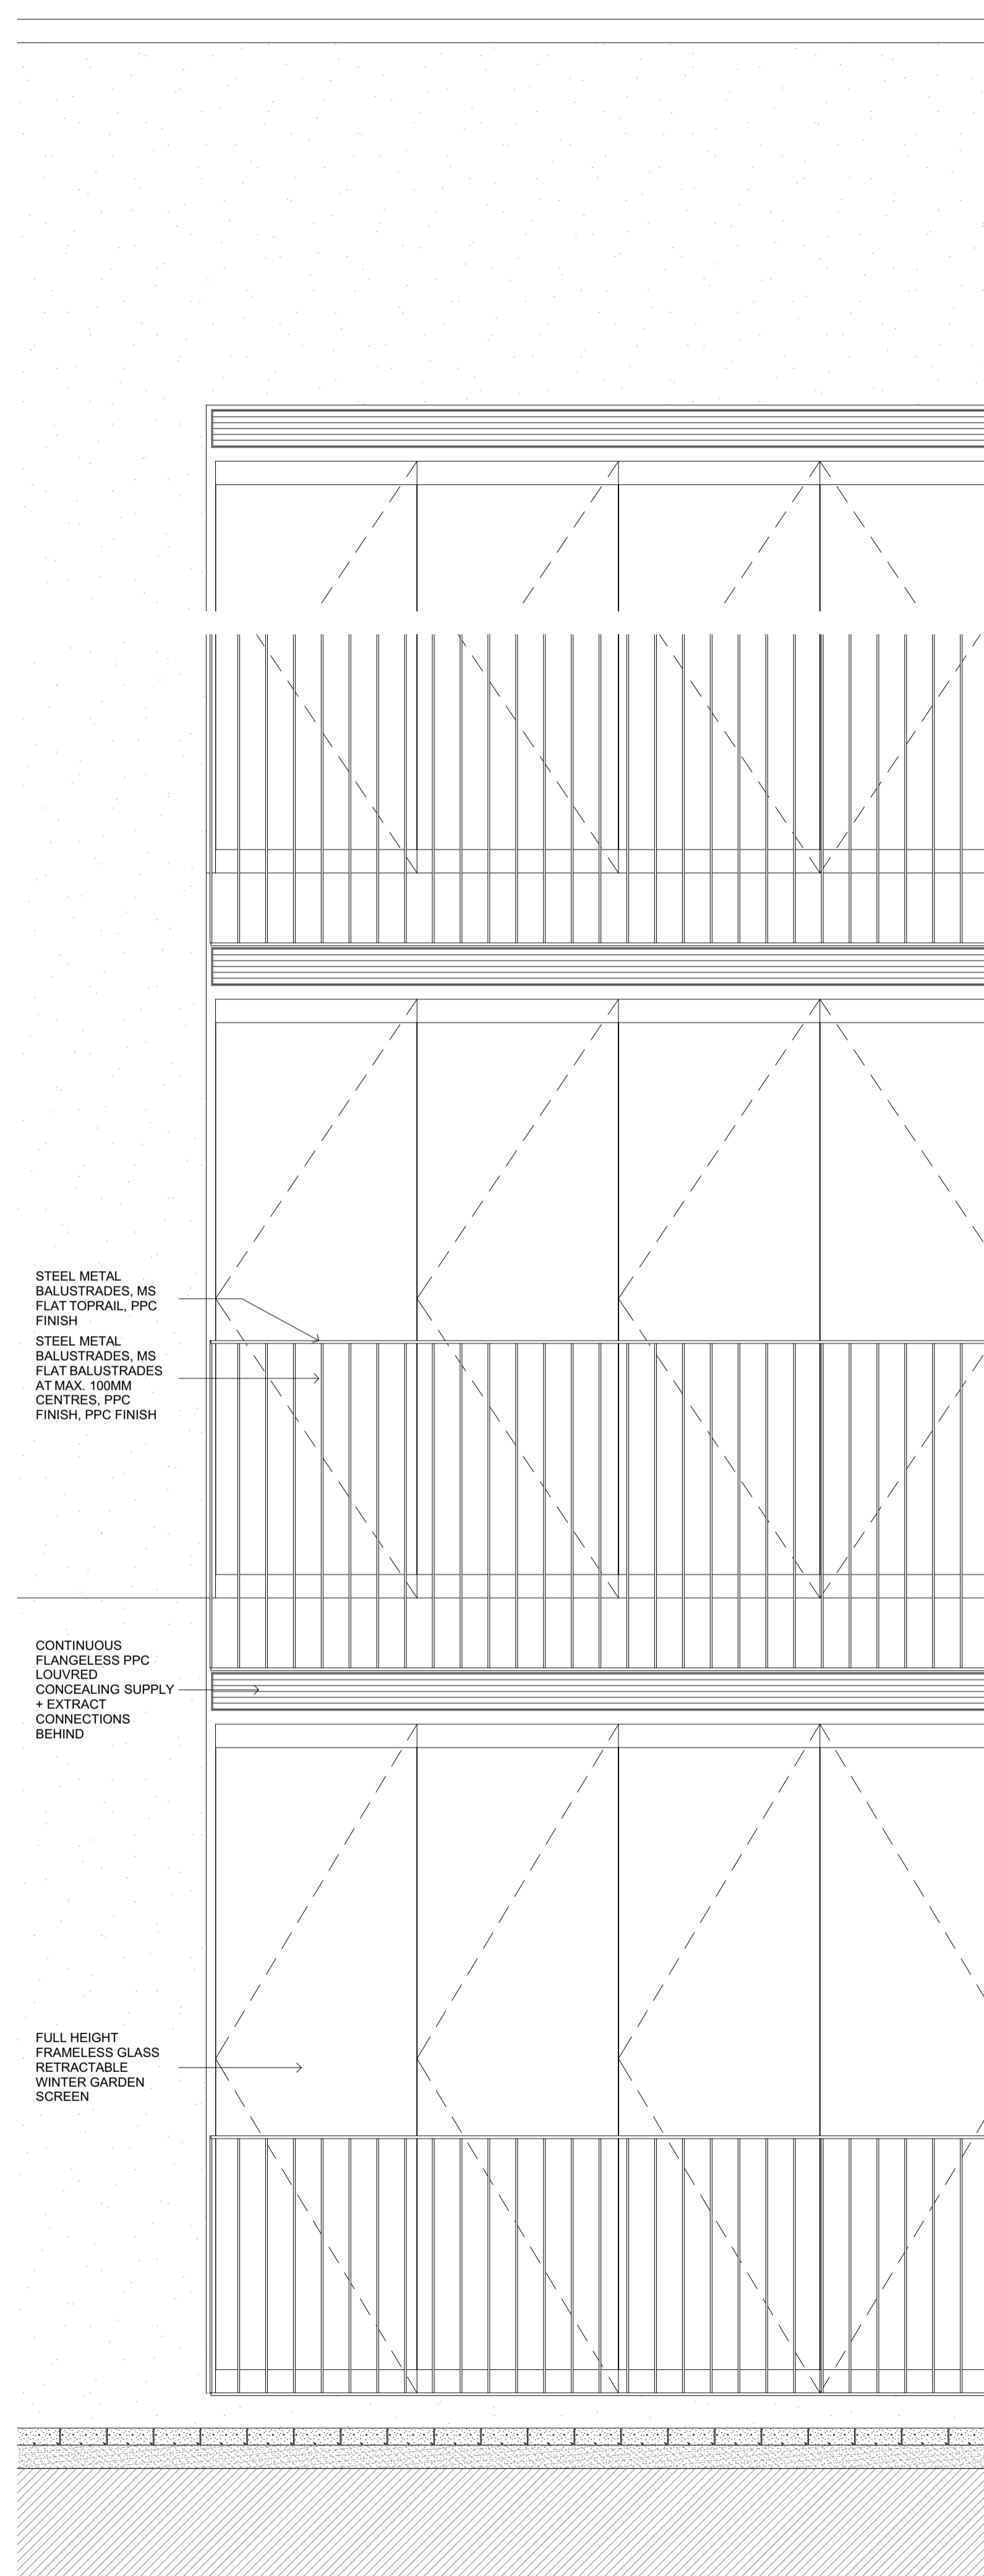 STEEL METAL
BALUSTRADES, MS
FLAT TOPRAIL, PPC
FINISH
STEEL METAL
BALUSTRADES, MS
FLAT BALUSTRADES
AT MAX. 100MM
CENTRES, PPC
FINISH, PPC FINISH
CONTINUOUS
FLANGELESS PPC
LOUVRED
CONCEALING SUPPLY
+ EXTRACT
CONNECTIONS
BEHIND
FULL HEIGHT
FRAMELESS GLASS
RETRACTABLE
WINTER GARDEN
SCREEN